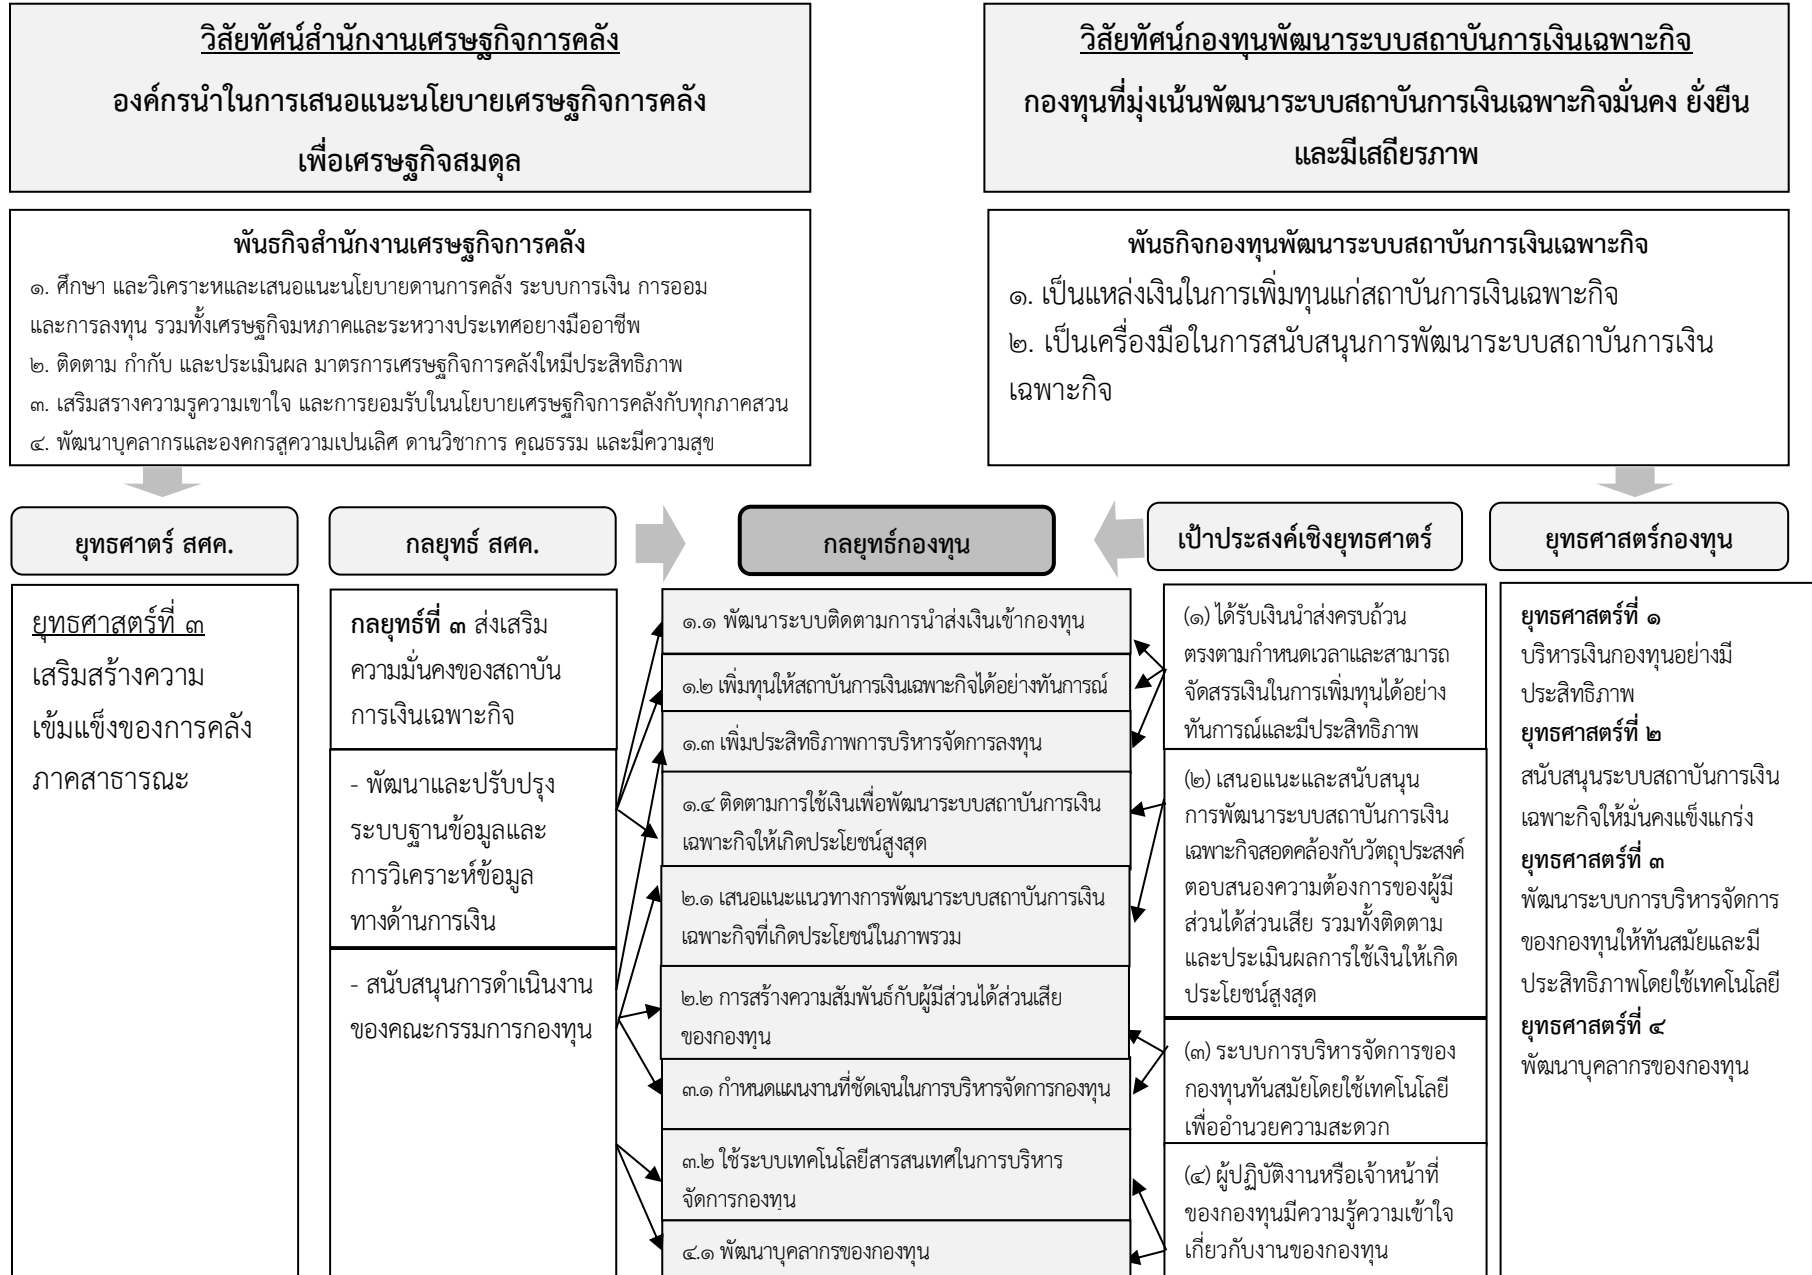 วิสัยทัศน์สำนักงานเศรษฐกิจการคลัง
องค์กรนำในการเสนอแนะนโยบายเศรษฐกิจการคลัง
เพื่อเศรษฐกิจสมดุล
วิสัยทัศน์กองทุนพัฒนาระบบสถาบันการเงินเฉพาะกิจ
กองทุนที่มุ่งเน้นพัฒนาระบบสถาบันการเงินเฉพาะกิจมั่นคง ยั่งยืน
และมีเสถียรภาพ
พันธกิจสำนักงานเศรษฐกิจการคลัง
๑. ศึกษา และวิเคราะหและเสนอแนะนโยบายดานการคลัง ระบบการเงิน การออม
และการลงทุน รวมทั้งเศรษฐกิจมหภาคและระหวางประเทศอยางมืออาชีพ
๒. ติดตาม กำกับ และประเมินผล มาตรการเศรษฐกิจการคลังใหมีประสิทธิภาพ
๓. เสริมสรางความรูความเขาใจ และการยอมรับในนโยบายเศรษฐกิจการคลังกับทุกภาคสวน
๔. พัฒนาบุคลากรและองคกรสูความเปนเลิศ ดานวิชาการ คุณธรรม และมีความสุข
พันธกิจกองทุนพัฒนาระบบสถาบันการเงินเฉพาะกิจ
๑. เป็นแหล่งเงินในการเพิ่มทุนแก่สถาบันการเงินเฉพาะกิจ
๒. เป็นเครื่องมือในการสนับสนุนการพัฒนาระบบสถาบันการเงิน
เฉพาะกิจ
ยุทธศาตร์ สศค.
กลยุทธ์ สศค.
กลยุทธ์กองทุน
เป้าประสงค์เชิงยุทธศาตร์
ยุทธศาสตร์กองทุน
ยุทธศาสตร์ที่ ๓
เสริมสร้างความ
เข้มแข็งของการคลัง
ภาคสาธารณะ
กลยุทธ์ที่ ๓ ส่งเสริม
ความมั่นคงของสถาบัน
การเงินเฉพาะกิจ
- พัฒนาและปรับปรุง
ระบบฐานข้อมูลและ
การวิเคราะห์ข้อมูล
ทางด้านการเงิน
- สนับสนุนการดำเนินงาน
ของคณะกรรมการกองทุน
๑.๑ พัฒนาระบบติดตามการนำส่งเงินเข้ากองทุน
๑.๒ เพิ่มทุนให้สถาบันการเงินเฉพาะกิจได้อย่างทันการณ์
๑.๓ เพิ่มประสิทธิภาพการบริหารจัดการลงทุน
๑.๔ ติดตามการใช้เงินเพื่อพัฒนาระบบสถาบันการเงิน
เฉพาะกิจให้เกิดประโยชน์สูงสุด
๒.๑ เสนอแนะแนวทางการพัฒนาระบบสถาบันการเงิน
เฉพาะกิจที่เกิดประโยชน์ในภาพรวม
๒.๒ การสร้างความสัมพันธ์กับผู้มีส่วนได้ส่วนเสีย
ของกองทุน
๓.๑ กำหนดแผนงานที่ชัดเจนในการบริหารจัดการกองทุน
๓.๒ ใช้ระบบเทคโนโลยีสารสนเทศในการบริหาร
จัดการกองทุน
๔.๑ พัฒนาบุคลากรของกองทุน
(๑) ได้รับเงินนำส่งครบถ้วน
ตรงตามกำหนดเวลาและสามารถ
จัดสรรเงินในการเพิ่มทุนได้อย่าง
ทันการณ์และมีประสิทธิภาพ
(๒) เสนอแนะและสนับสนุน
การพัฒนาระบบสถาบันการเงิน
เฉพาะกิจสอดคล้องกับวัตถุประสงค์
ตอบสนองความต้องการของผู้มี
ส่วนได้ส่วนเสีย รวมทั้งติดตาม
และประเมินผลการใช้เงินให้เกิด
ประโยชน์สูงสุด
(๓) ระบบการบริหารจัดการของ
กองทุนทันสมัยโดยใช้เทคโนโลยี
เพื่ออำนวยความสะดวก
(๔) ผู้ปฏิบัติงานหรือเจ้าหน้าที่
ของกองทุนมีความรู้ความเข้าใจ
เกี่ยวกับงานของกองทุน
ยุทธศาสตร์ที่ ๑
บริหารเงินกองทุนอย่างมี
ประสิทธิภาพ
ยุทธศาสตร์ที่ ๒
สนับสนุนระบบสถาบันการเงิน
เฉพาะกิจให้มั่นคงแข็งแกร่ง
ยุทธศาสตร์ที่ ๓
พัฒนาระบบการบริหารจัดการ
ของกองทุนให้ทันสมัยและมี
ประสิทธิภาพโดยใช้เทคโนโลยี
ยุทธศาสตร์ที่ ๔
พัฒนาบุคลากรของกองทุน